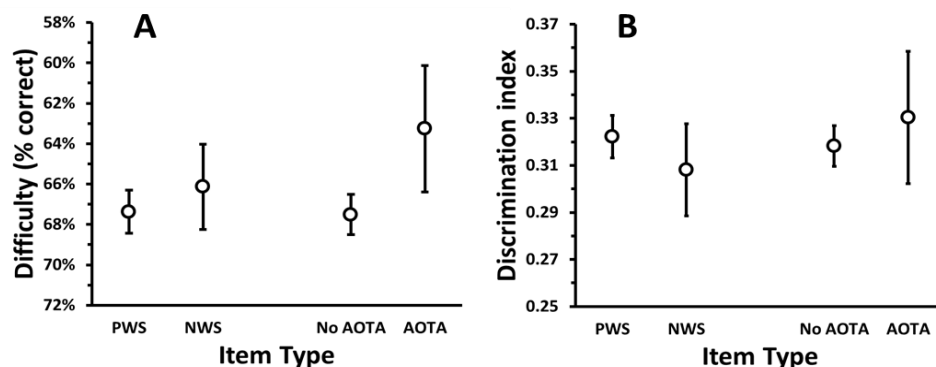 A
Difficulty (% correct)
58%
60%
62%
64%
66%
68%
70%
72%
PWS NWS No AOTA AOTA
Item Type
B
Discrimination index
0.37
0.35
0.33
0.31
0.29
0.27
0.25
PWS NWS No AOTA AOTA
Item Type